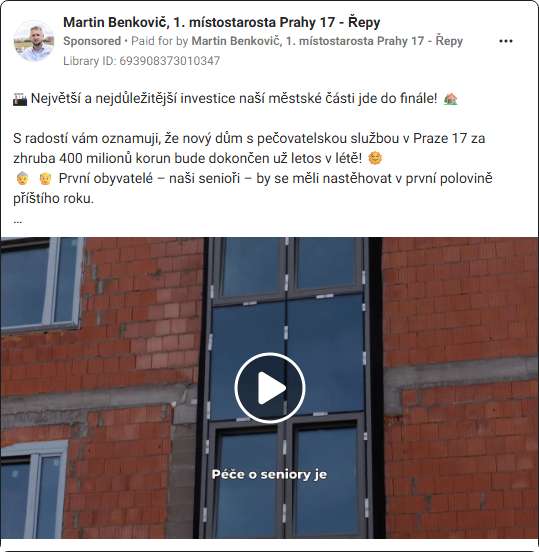 Martin Benkovič, 1. místostarosta Prahy 17 - Řepy
Sponsored • Paid for by Martin Benkovič, 1. místostarosta Prahy 17 - Řepy
Library ID: 693908373010347
🏗️ Největší a nejdůležitější investice naší městské části jde do finále! 🏡
S radostí vám oznamuji, že nový dům s pečovatelskou službou v Praze 17 za
zhruba 400 milionů korun bude dokončen už letos v létě! 😊
👵 👴 První obyvatelé – naši senioři – by se měli nastěhovat v první polovině
příštího roku.
...
Péče o seniory je